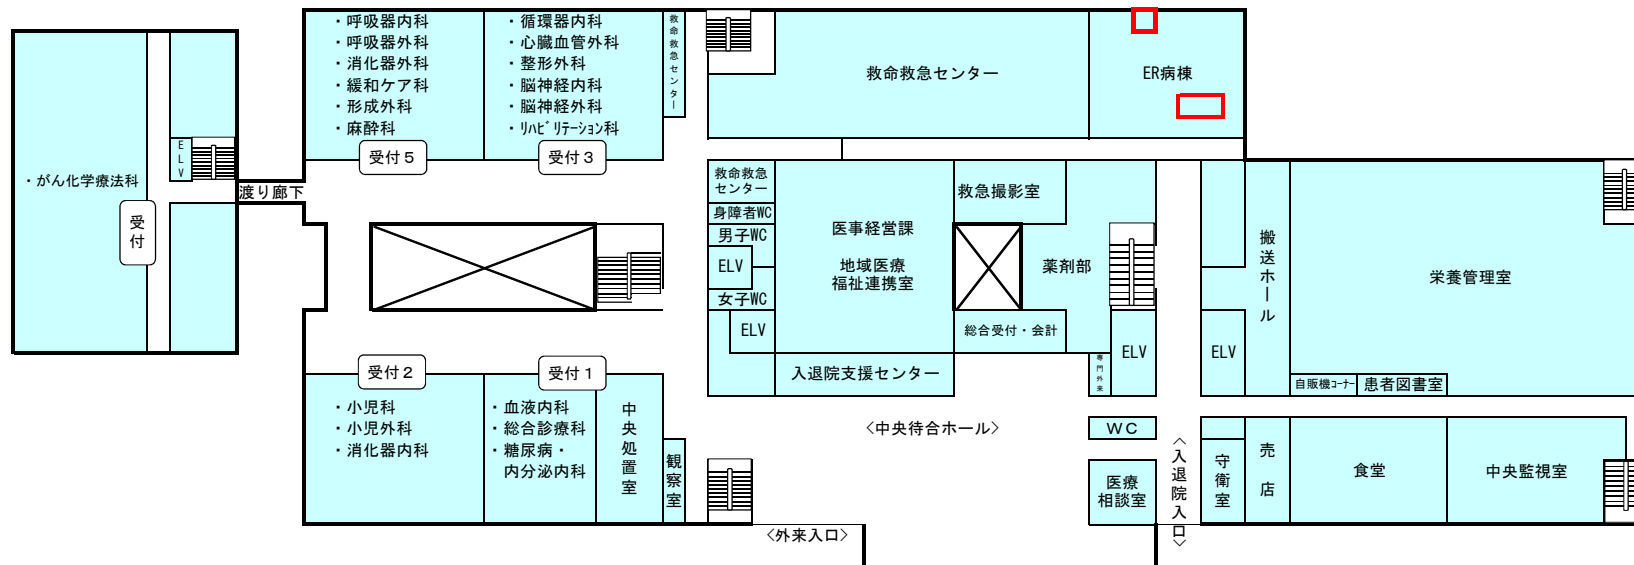 ・がん化学療法科
受付
ELV
渡り廊下
・呼吸器内科
・呼吸器外科
・消化器外科
・緩和ケア科
・形成外科
・麻酔科
受付５
・循環器内科
・心臓血管外科
・整形外科
・脳神経内科
・脳神経外科
・ﾘﾊﾋﾞﾘﾃｰｼｮﾝ科
受付３
救命救急センター
救命救急センター
ER病棟
救命救急
センター
身障者WC
男子WC
ELV
女子WC
ELV
医事経営課
地域医療
福祉連携室
救急撮影室
薬剤部
総合受付・会計
入退院支援センター
専門外来
ELV
ELV
搬送ホール
栄養管理室
自販機ｺｰﾅｰ
患者図書室
受付２
・小児科
・小児外科
・消化器内科
受付１
・血液内科
・総合診療科
・糖尿病・
内分泌内科
中央処置室
観察室
〈中央待合ホール〉
〈外来入口〉
ＷＣ
医療
相談室
〈入退院入口〉
守衛室
売店
食堂
中央監視室